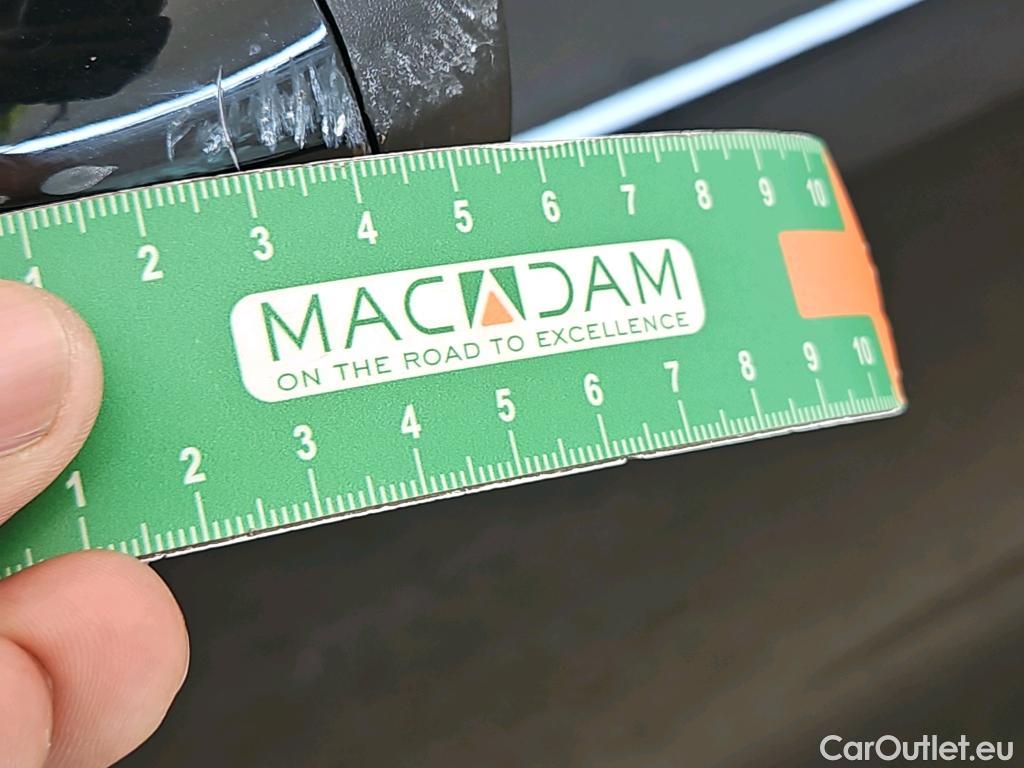 1 2 3 4 5 6 7 8 9 10
MACADAM
ON THE ROAD TO EXCELLENCE
1 2 3 4 5 6 7 8 9 10
CarOutlet.eu